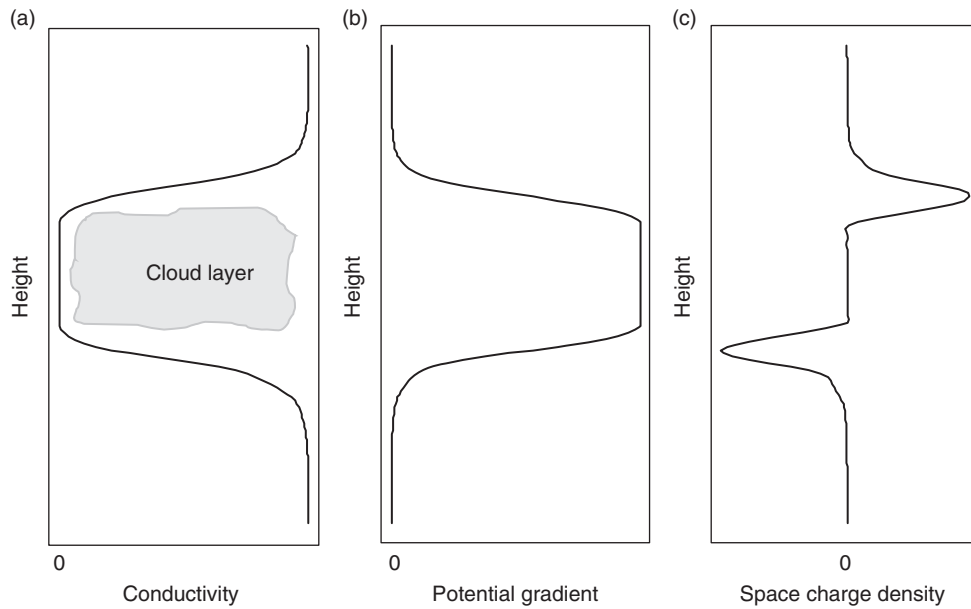 (a)
Height
Cloud layer
0
Conductivity
(b)
Height
0
Potential gradient
(c)
Height
0
Space charge density